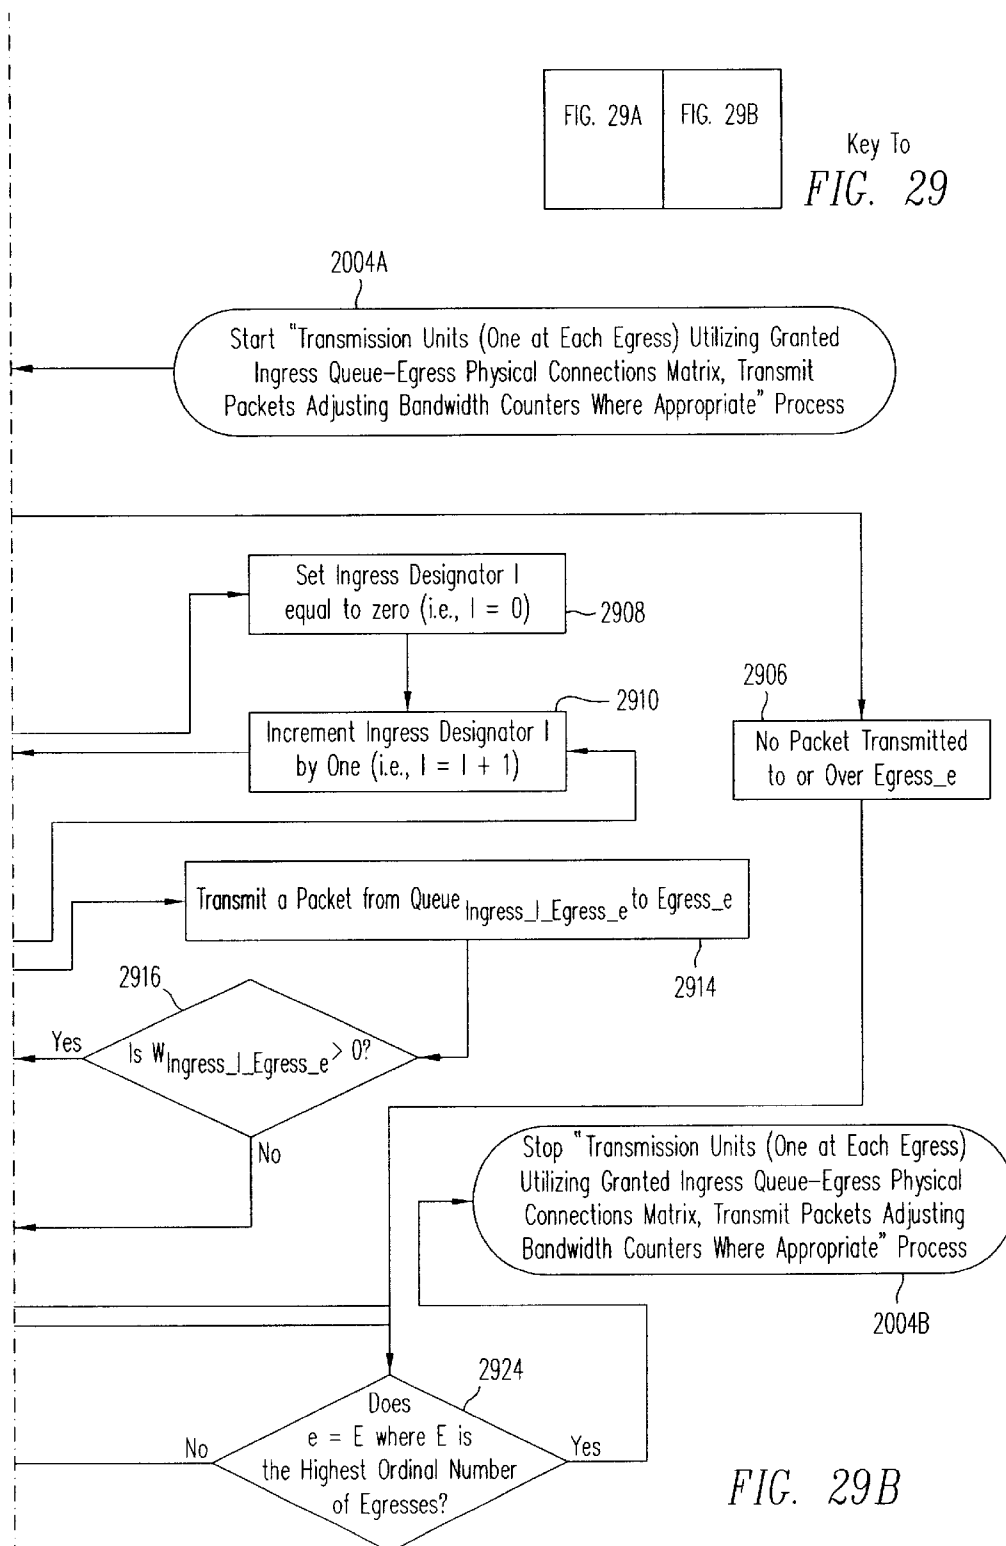 FIG. 29A
FIG. 29B
Key To
FIG. 29
2004A
Start "Transmission Units (One at Each Egress) Utilizing Granted
Ingress Queue-Egress Physical Connections Matrix, Transmit
Packets Adjusting Bandwidth Counters Where Appropriate" Process
Set Ingress Designator I
equal to zero (i.e., I = 0)
2908
2910
Increment Ingress Designator I
by One (i.e., I = I + 1)
2906
No Packet Transmitted
to or Over Egress_e
Transmit a Packet from Queue Ingress_I_Egress_e to Egress_e
2914
2916
Yes
Is W Ingress_I_Egress_e > 0?
No
Stop "Transmission Units (One at Each Egress)
Utilizing Granted Ingress Queue-Egress Physical
Connections Matrix, Transmit Packets Adjusting
Bandwidth Counters Where Appropriate" Process
2004B
2924
Does
e = E where E is
the Highest Ordinal Number
of Egresses?
No
Yes
FIG. 29B